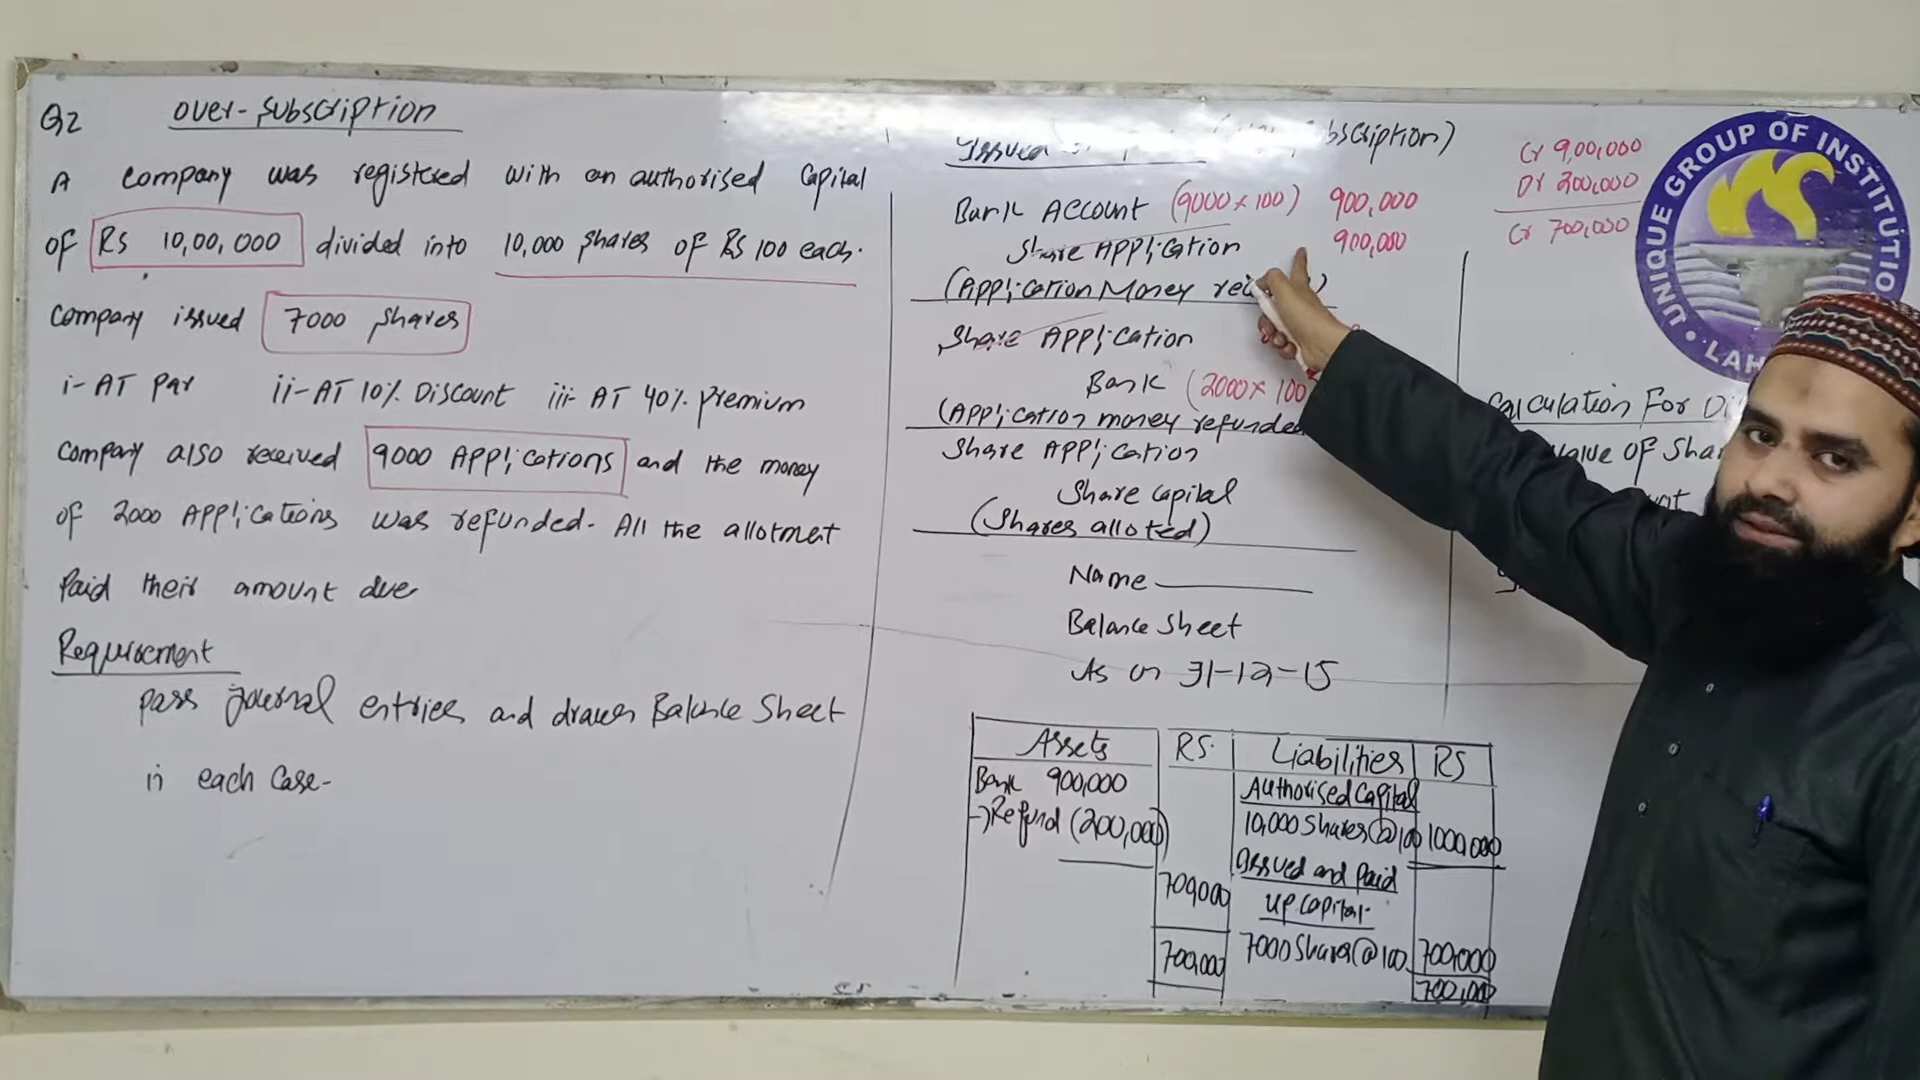 Q2 over-subscription
A company was registered with an authorised capital
of Rs 10,00,000 divided into 10,000 shares of Rs 100 each.
Company issued 7000 shares
i- AT Par ii- AT 10% Discount iii- AT 40% Premium
Company also received 9000 Applications and the money
of 2000 Applications was refunded. All the allotmet
Paid their amount due
Requirement
pass journal entries and drawn Balance Sheet
in each case-
Issued
Subscription)
Bank Account (9000 x 100) 900,000
Share Application 900,000
(Application Money
Share Application
Bank (2000 x 100
(Application money refunded
Share Application
Share Capital
(Shares alloted)
Name
Balance Sheet
As on 31-12-15
Assets RS. Liabilities RS
Bank 900,000 Authorised Capital
-) Refund (200,000) 10,000 Shares @ 100 1000,000
Issued and Paid
700,000 up capital.
700,000 7000 Shares @ 100 700,000
700,000
Cr 9,00,000
Dr 200,000
Cr 700,000
Calculation For
UNIQUE GROUP OF INSTITU
LAH